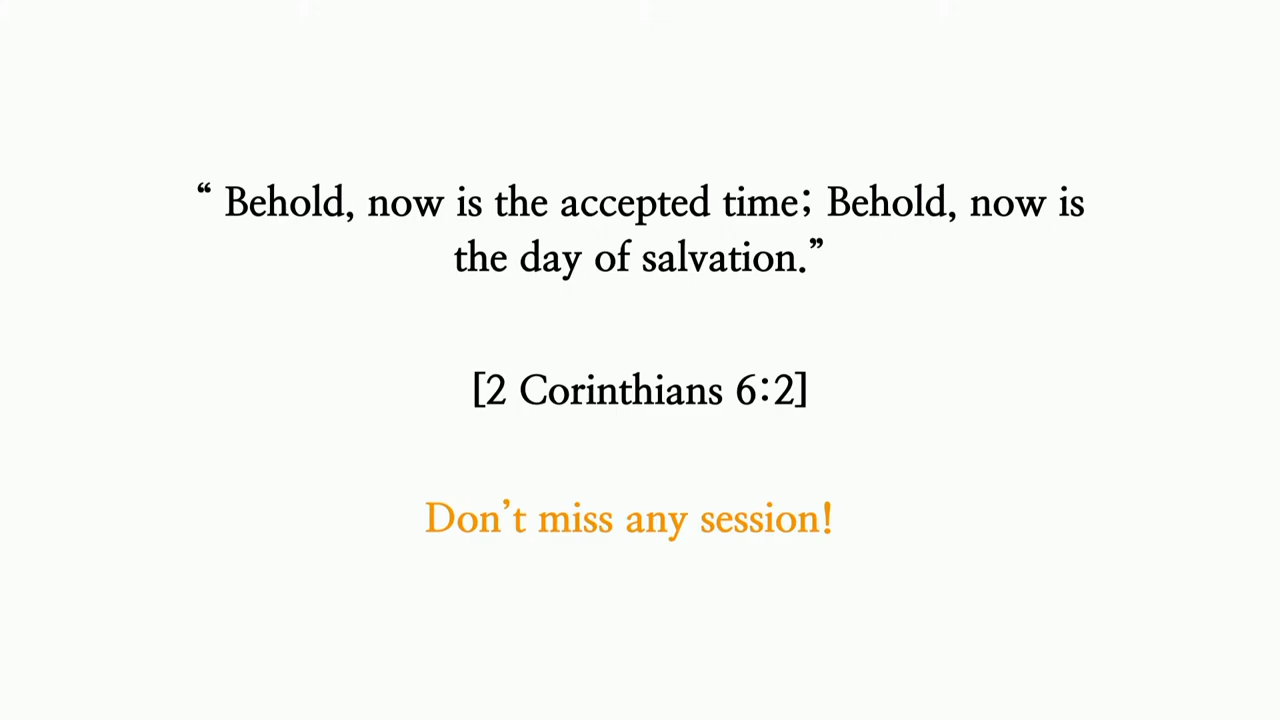 “ Behold, now is the accepted time; Behold, now is
the day of salvation.”
[2 Corinthians 6:2]
Don’t miss any session!